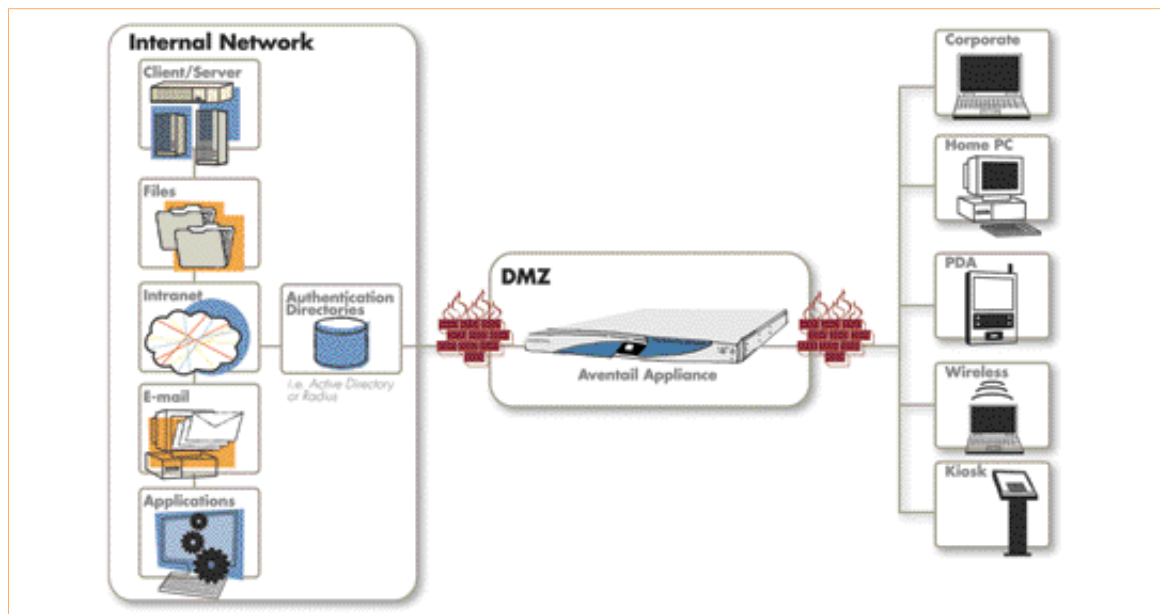 Internal Network
Client/Server
Files
Intranet
Authentication
Directories
i.e. Active Directory
or Radius
E-mail
Applications
DMZ
Aventail Appliance
Corporate
Home PC
PDA
Wireless
Kiosk